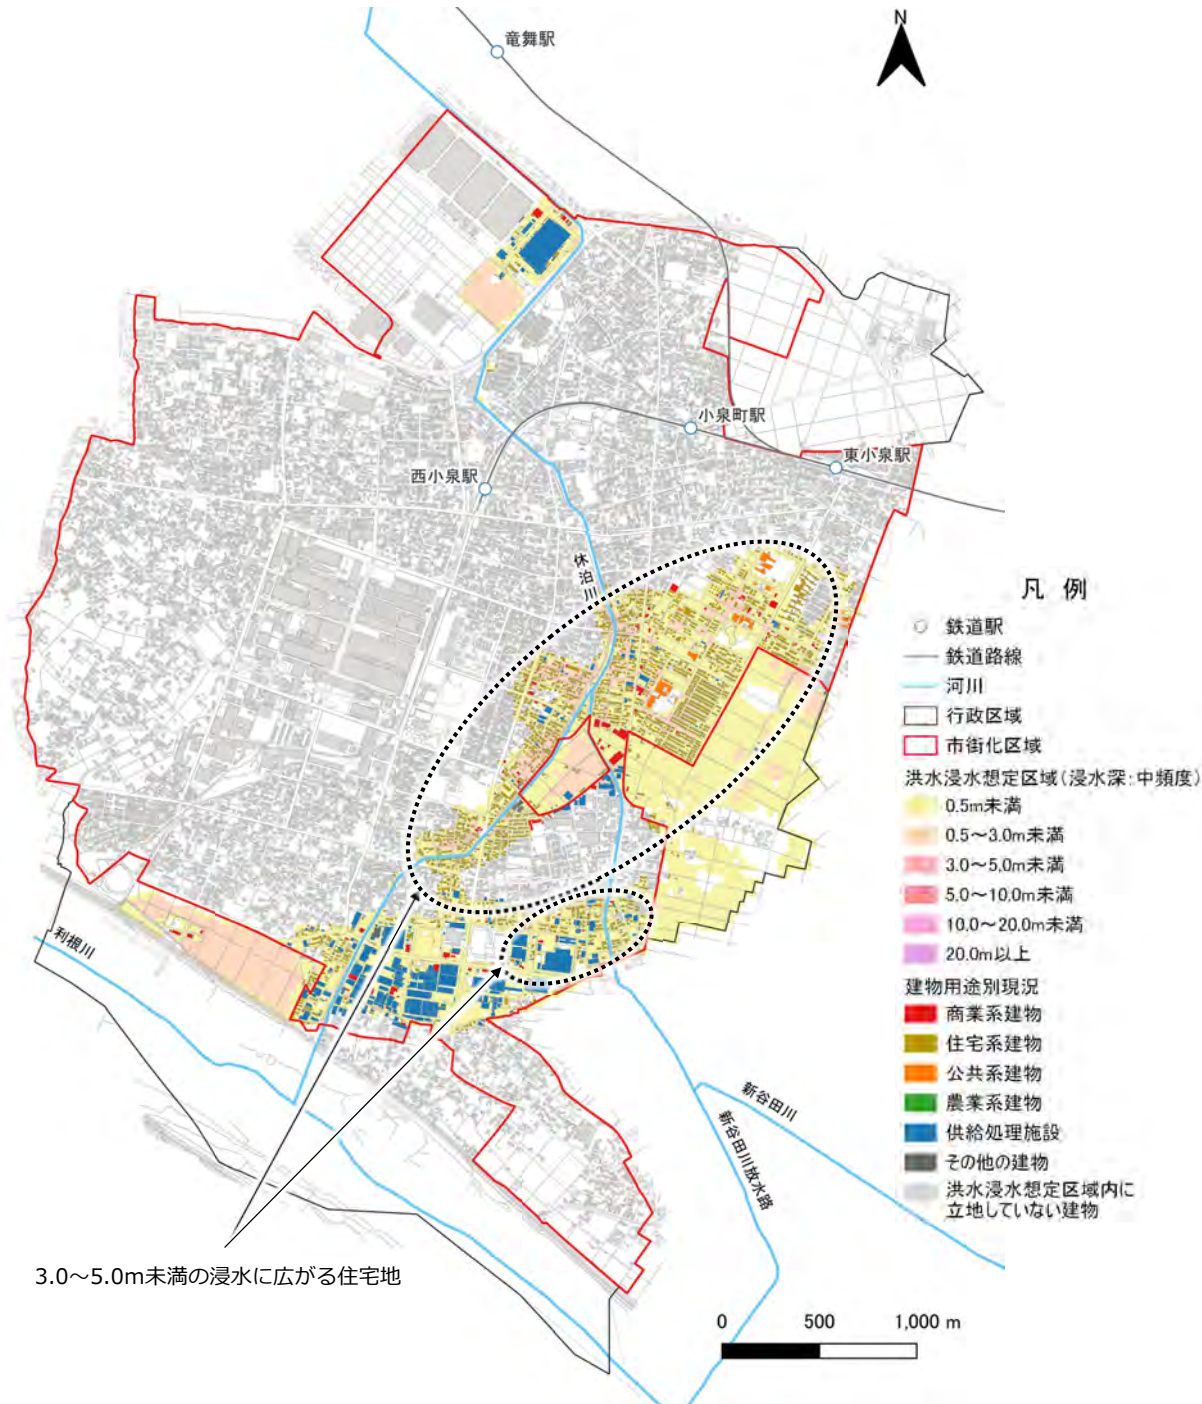 N
竜舞駅
小泉町駅
東小泉駅
西小泉駅
休泊川
利根川
新谷田川
新谷田川放水路
凡 例
鉄道駅
鉄道路線
河川
行政区域
市街化区域
洪水浸水想定区域(浸水深:中頻度)
0.5m未満
0.5～3.0m未満
3.0～5.0m未満
5.0～10.0m未満
10.0～20.0m未満
20.0m以上
建物用途別現況
商業系建物
住宅系建物
公共系建物
農業系建物
供給処理施設
その他の建物
洪水浸水想定区域内に
立地していない建物
3.0～5.0m未満の浸水に広がる住宅地
0 500 1,000 m